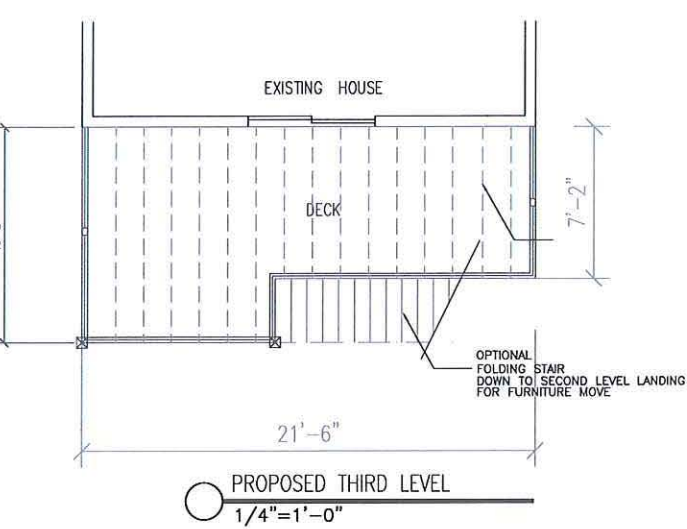 EXISTING HOUSE
DECK
7'-2"
OPTIONAL
FOLDING STAIR
DOWN TO SECOND LEVEL LANDING
FOR FURNITURE MOVE
21'-6"
PROPOSED THIRD LEVEL
1/4"=1'-0"